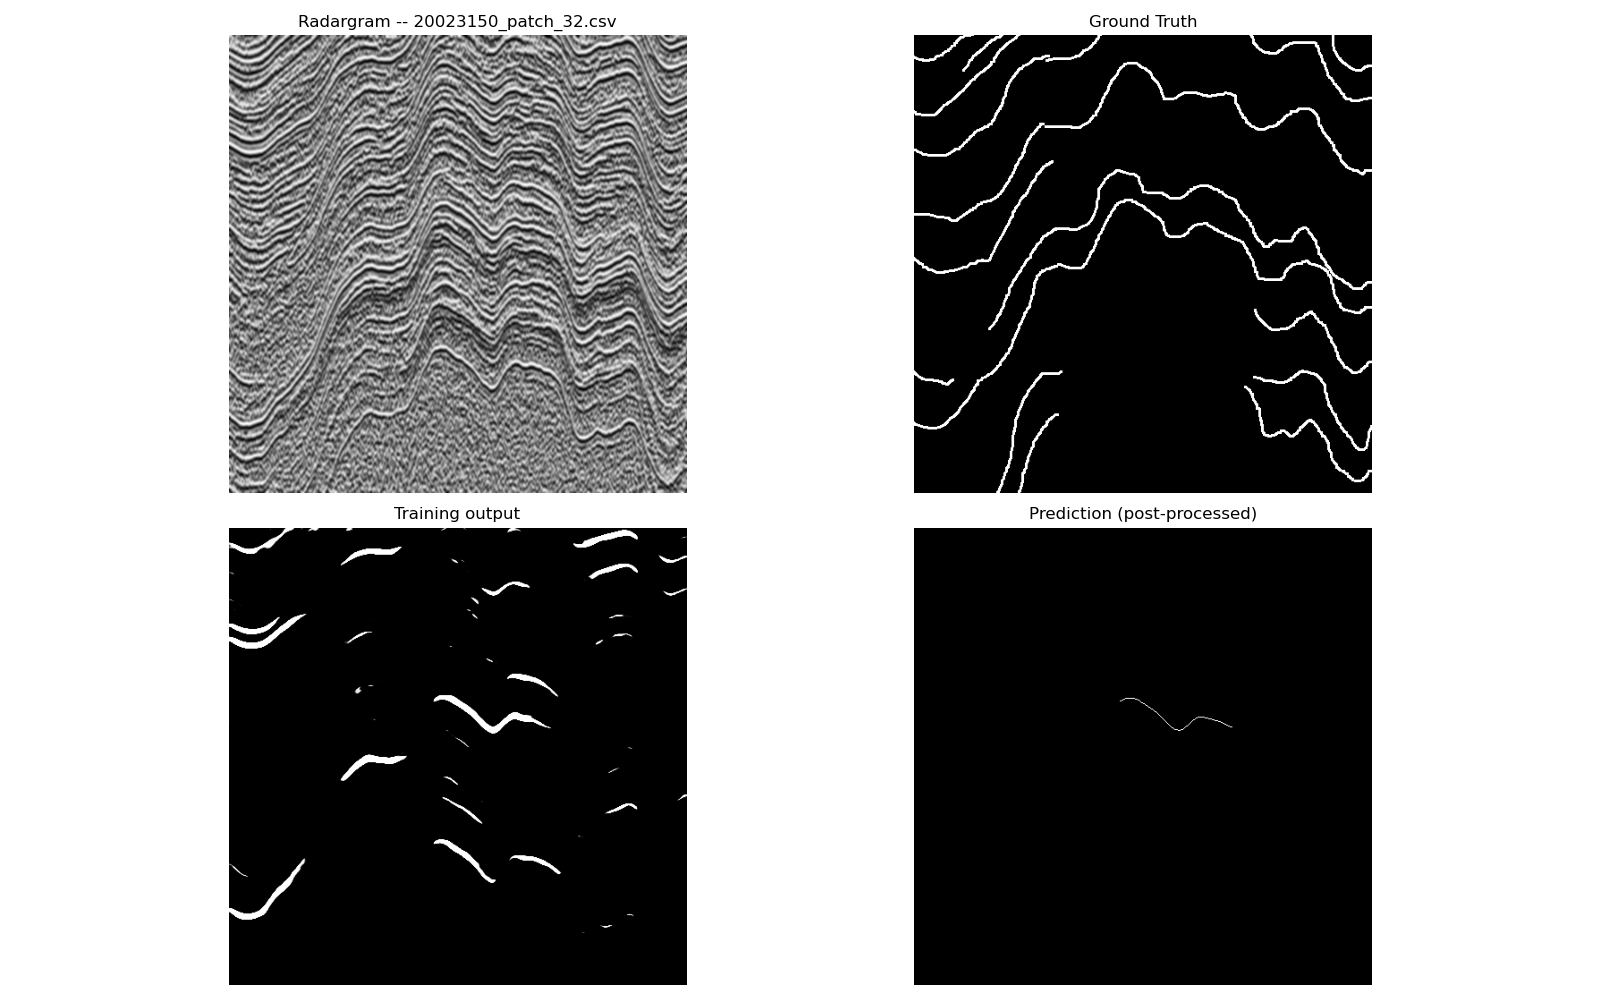 Radargram -- 20023150_patch_32.csv
Ground Truth
Training output
Prediction (post-processed)